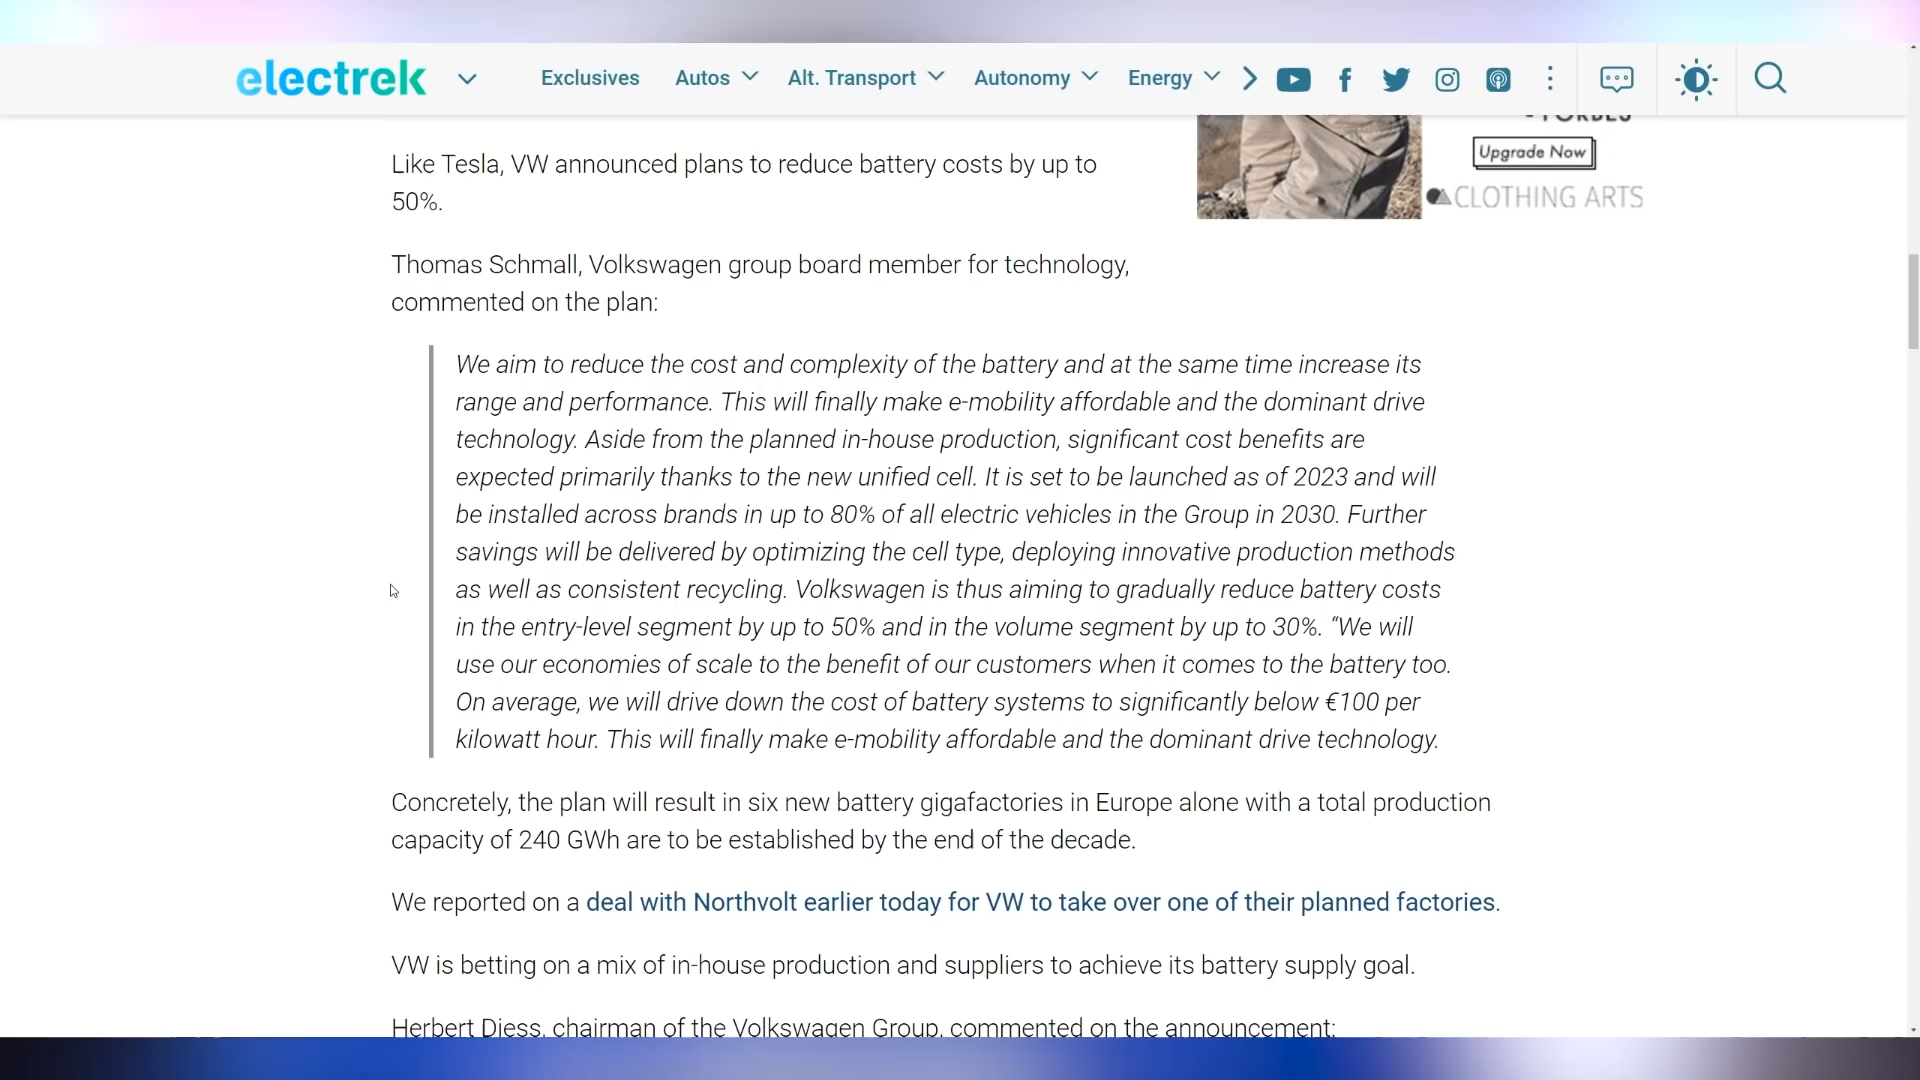 electrek
Exclusives Autos Alt. Transport Autonomy Energy
- FORBES
Upgrade Now
CLOTHING ARTS
Like Tesla, VW announced plans to reduce battery costs by up to
50%.
Thomas Schmall, Volkswagen group board member for technology,
commented on the plan:
We aim to reduce the cost and complexity of the battery and at the same time increase its
range and performance. This will finally make e-mobility affordable and the dominant drive
technology. Aside from the planned in-house production, significant cost benefits are
expected primarily thanks to the new unified cell. It is set to be launched as of 2023 and will
be installed across brands in up to 80% of all electric vehicles in the Group in 2030. Further
savings will be delivered by optimizing the cell type, deploying innovative production methods
as well as consistent recycling. Volkswagen is thus aiming to gradually reduce battery costs
in the entry-level segment by up to 50% and in the volume segment by up to 30%. “We will
use our economies of scale to the benefit of our customers when it comes to the battery too.
On average, we will drive down the cost of battery systems to significantly below €100 per
kilowatt hour. This will finally make e-mobility affordable and the dominant drive technology.
Concretely, the plan will result in six new battery gigafactories in Europe alone with a total production
capacity of 240 GWh are to be established by the end of the decade.
We reported on a deal with Northvolt earlier today for VW to take over one of their planned factories.
VW is betting on a mix of in-house production and suppliers to achieve its battery supply goal.
Herbert Diess, chairman of the Volkswagen Group, commented on the announcement: